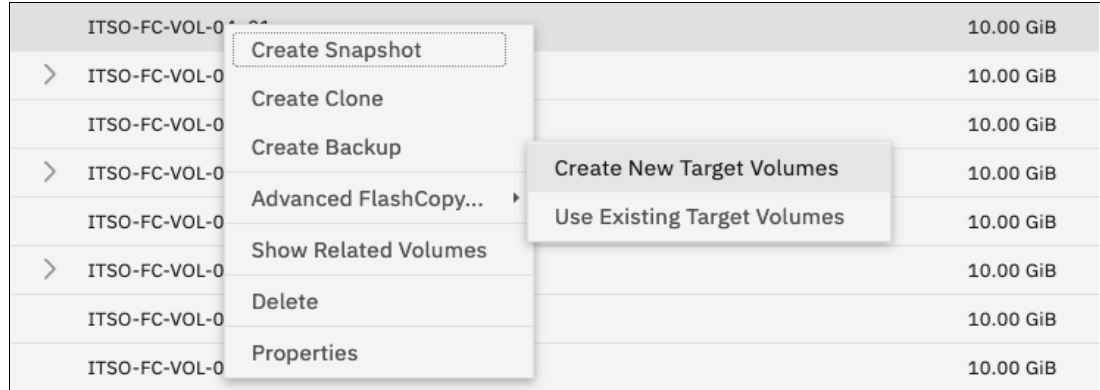 ITSO-FC-VOL-04_01 10.00 GiB
Create Snapshot
ITSO-FC-VOL-0 10.00 GiB
Create Clone
ITSO-FC-VOL-0 10.00 GiB
Create Backup
ITSO-FC-VOL-0 10.00 GiB
Create New Target Volumes
Advanced FlashCopy...
ITSO-FC-VOL-0 10.00 GiB
Use Existing Target Volumes
Show Related Volumes
ITSO-FC-VOL-0 10.00 GiB
Delete
ITSO-FC-VOL-0 10.00 GiB
Properties
ITSO-FC-VOL-0 10.00 GiB